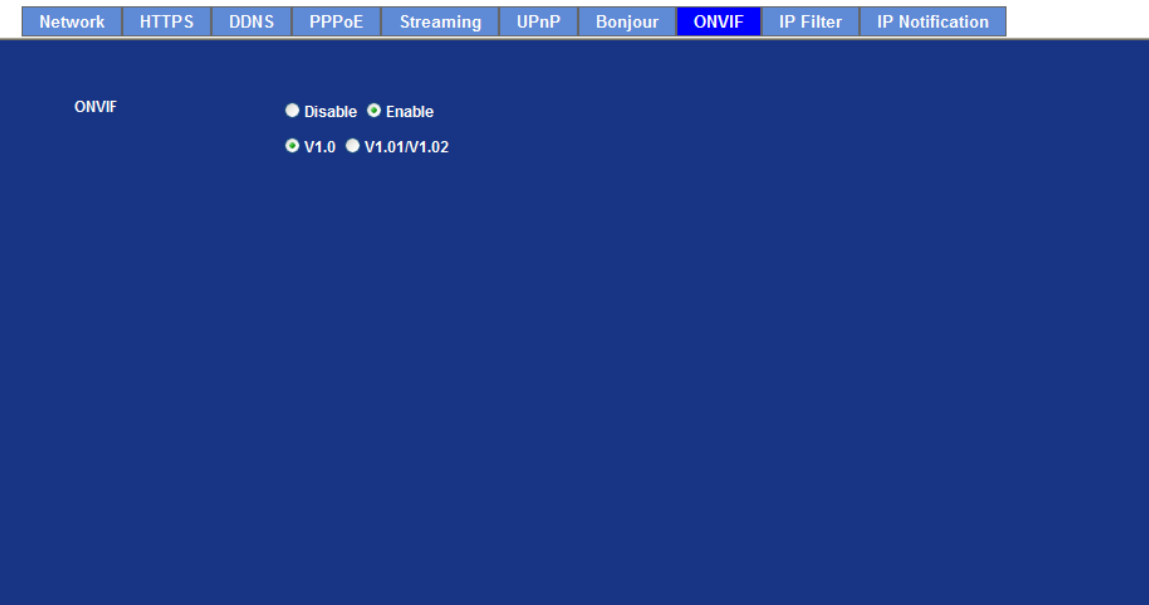 Network HTTPS DDNS PPPoE Streaming UPnP Bonjour ONVIF IP Filter IP Notification
ONVIF Disable Enable
V1.0 V1.01/V1.02